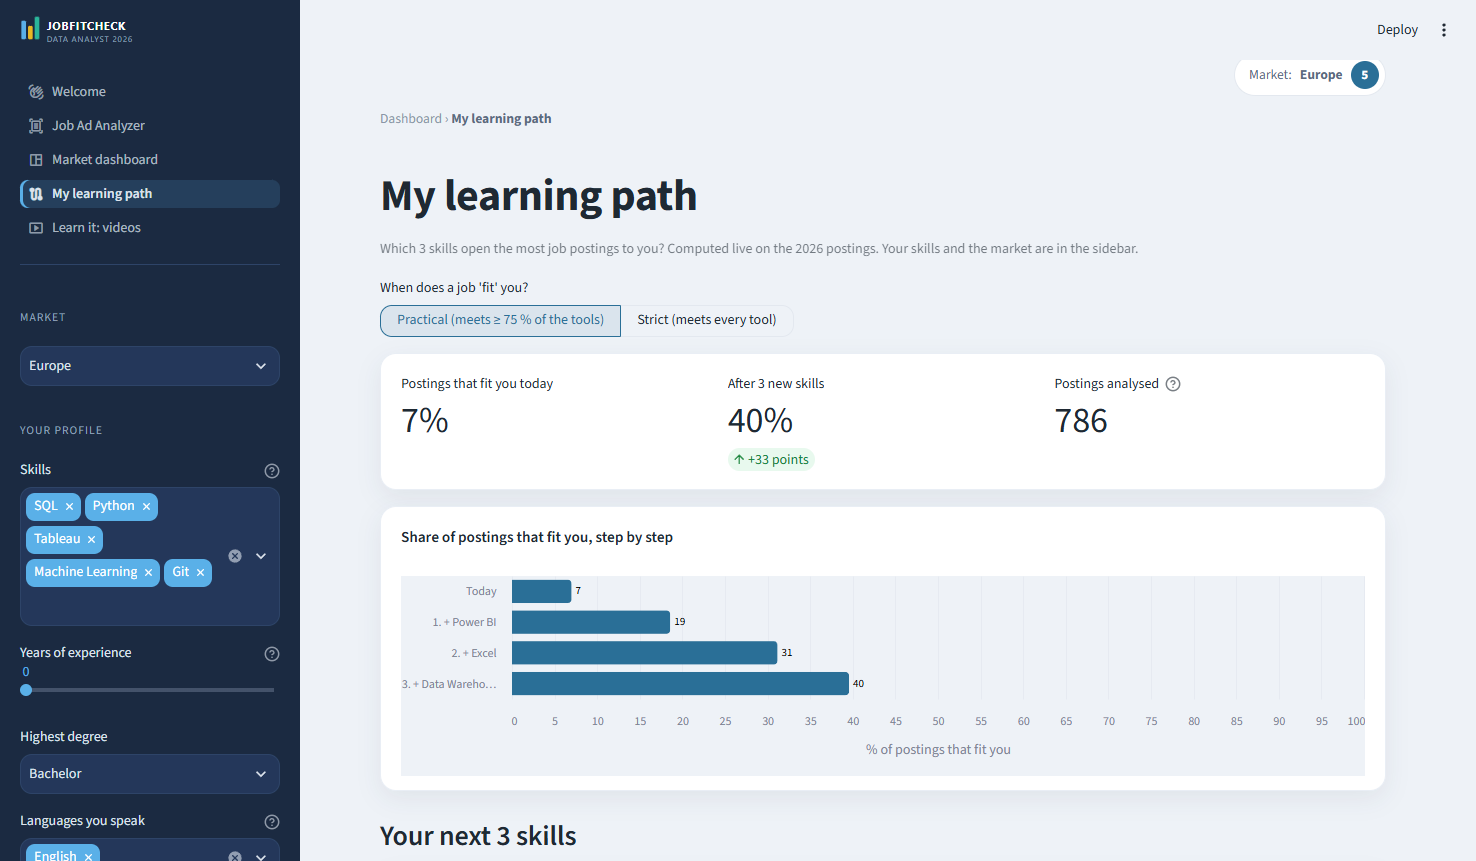 JOBFITCHECK
DATA ANALYST 2026
Welcome
Job Ad Analyzer
Market dashboard
My learning path
Learn it: videos
MARKET
Europe
YOUR PROFILE
Skills
SQL ×
Python ×
Tableau ×
Machine Learning ×
Git ×
Years of experience
0
Highest degree
Bachelor
Languages you speak
English ×
Deploy
Market: Europe 5
Dashboard › My learning path
My learning path
Which 3 skills open the most job postings to you? Computed live on the 2026 postings. Your skills and the market are in the sidebar.
When does a job 'fit' you?
Practical (meets ≥ 75 % of the tools)
Strict (meets every tool)
Postings that fit you today
7%
After 3 new skills
40%
↑ +33 points
Postings analysed
786
Share of postings that fit you, step by step
Today 7
1. + Power BI 19
2. + Excel 31
3. + Data Wareho… 40
0 5 10 15 20 25 30 35 40 45 50 55 60 65 70 75 80 85 90 95 100
% of postings that fit you
Your next 3 skills